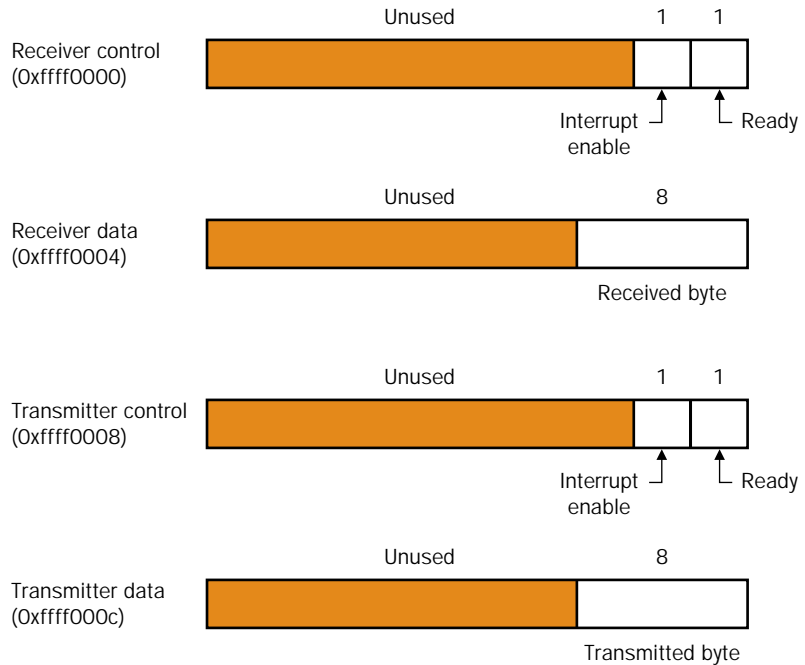 Unused 1 1
Receiver control
(0xffff0000)
Interrupt
enable
Ready
Unused 8
Receiver data
(0xffff0004)
Received byte
Unused 1 1
Transmitter control
(0xffff0008)
Interrupt
enable
Ready
Unused 8
Transmitter data
(0xffff000c)
Transmitted byte